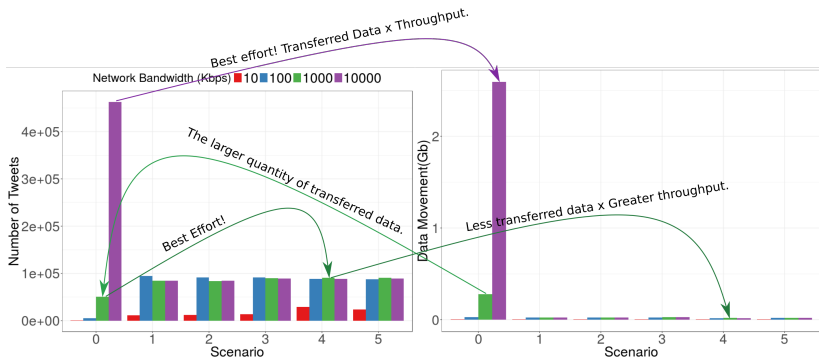 Best effort! Transferred Data x Throughput.
Network Bandwidth (Kbps) 10 100 1000 10000
Number of Tweets
4e+05
3e+05
2e+05
1e+05
0e+00
0 1 2 3 4 5
Scenario
The larger quantity of transferred data.
Best Effort!
Data Movement(Gb)
2
1
0
0 1 2 3 4 5
Scenario
Less transferred data x Greater throughput.